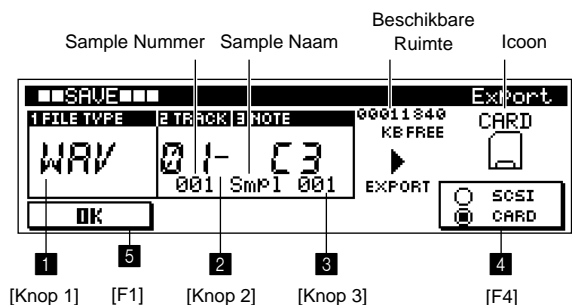 Beschikbare
Sample Nummer Sample Naam Ruimte Icoon
■■SAVE■■■ Export
1 FILE TYPE 2 TRACK 3 NOTE 00011840 CARD
KB FREE
WAV 01- C3
001 Smpl 001 EXPORT
SCSI
OK CARD
1 5 2 3 4
[Knop 1] [F1] [Knop 2] [Knop 3] [F4]